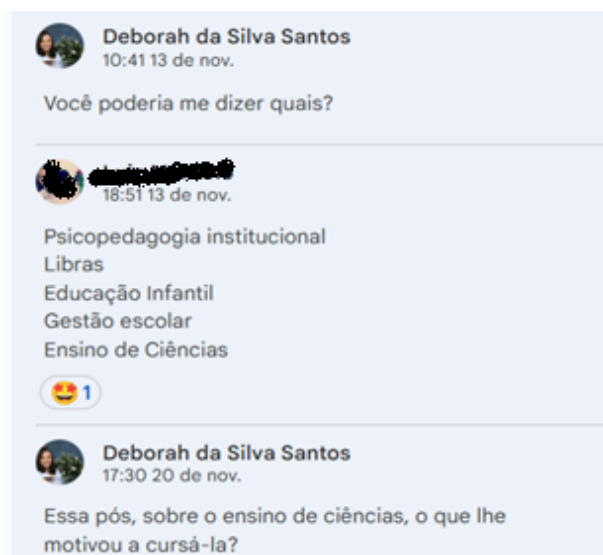 Deborah da Silva Santos
10:41 13 de nov.
Você poderia me dizer quais?
18:51 13 de nov.
Psicopedagogia institucional
Libras
Educação Infantil
Gestão escolar
Ensino de Ciências
1
Deborah da Silva Santos
17:30 20 de nov.
Essa pós, sobre o ensino de ciências, o que lhe
motivou a cursá-la?